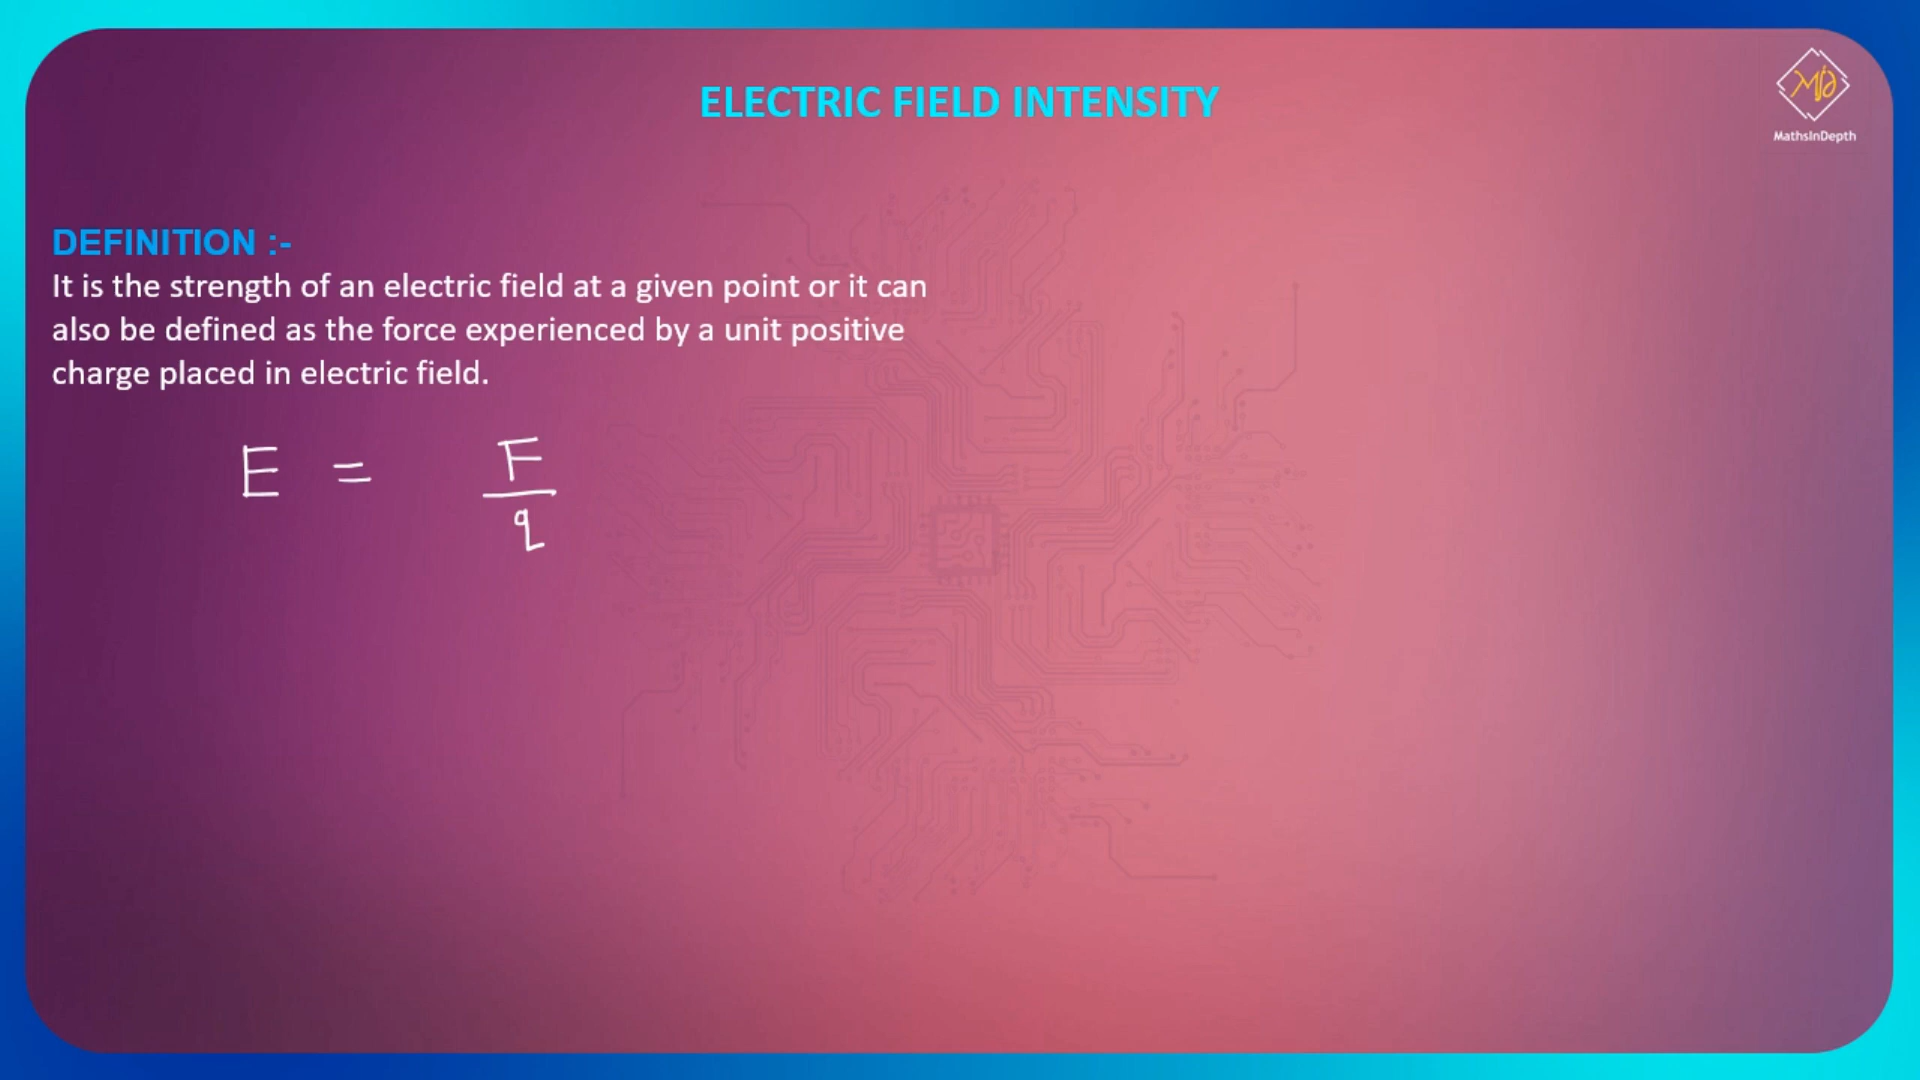 ELECTRIC FIELD INTENSITY
MID
MathsInDepth
DEFINITION :-
It is the strength of an electric field at a given point or it can
also be defined as the force experienced by a unit positive
charge placed in electric field.
E = F
q